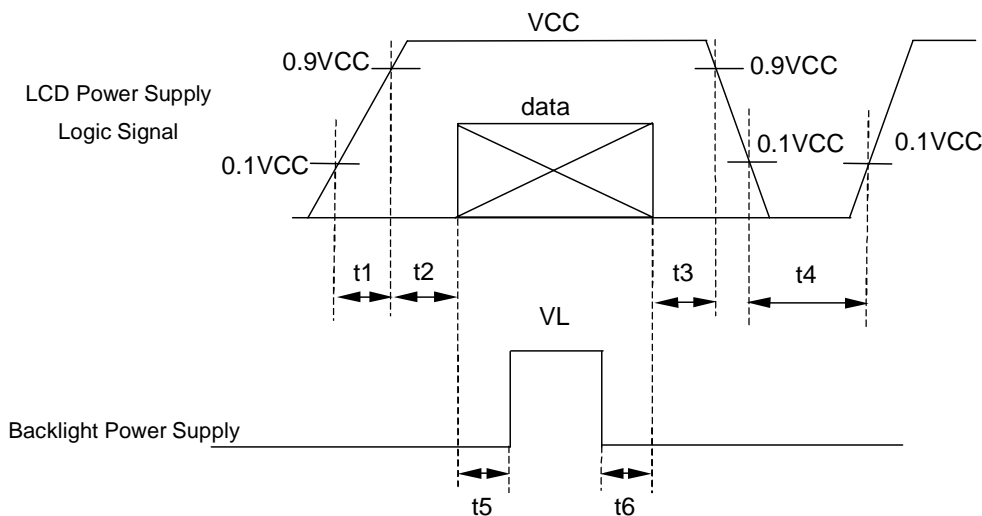 VCC
0.9VCC
0.9VCC
LCD Power Supply
Logic Signal
data
0.1VCC
0.1VCC
0.1VCC
t1
t2
t3
t4
VL
Backlight Power Supply
t5
t6